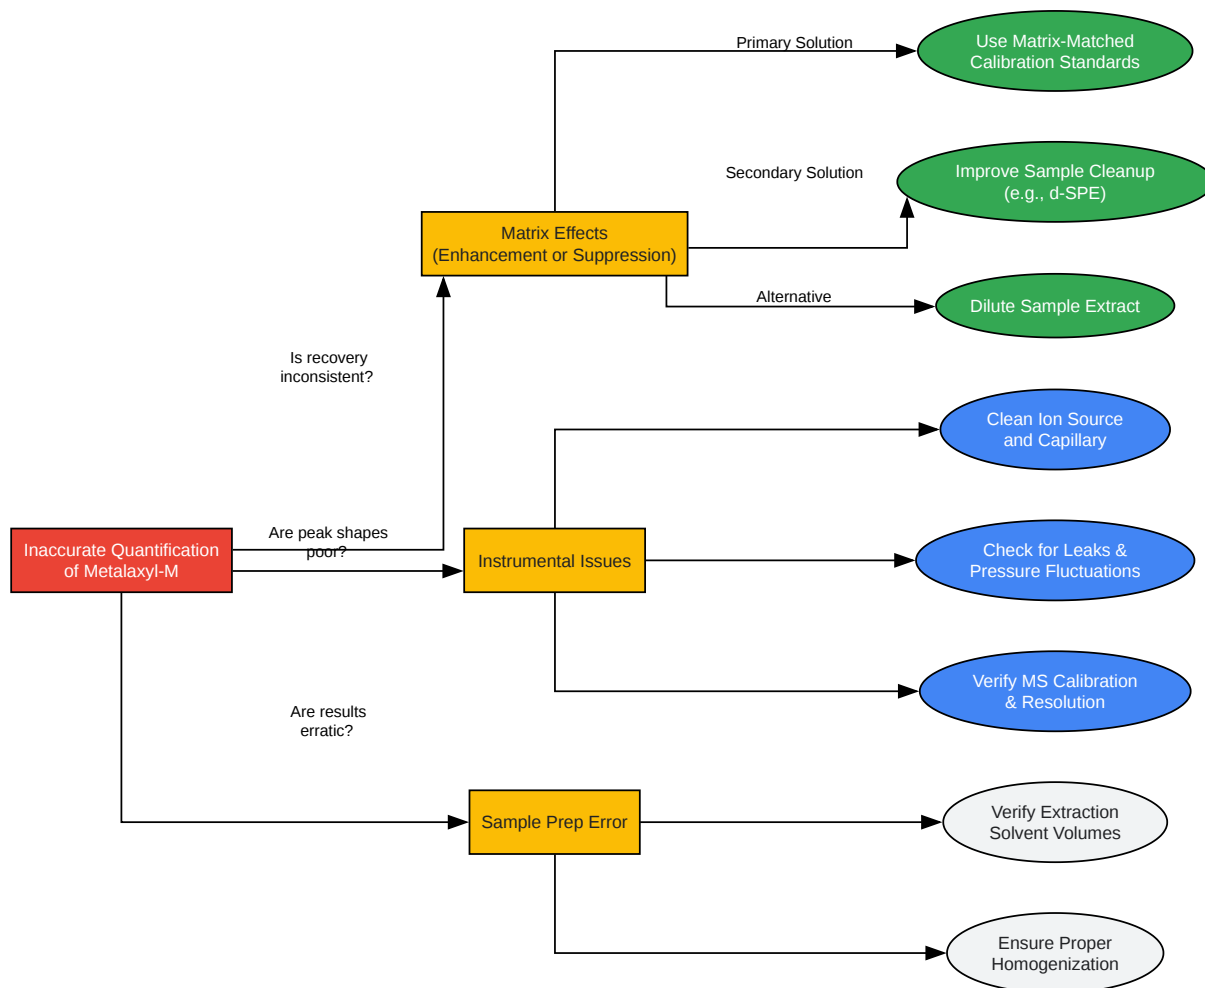 Primary Solution
Use Matrix-Matched
Calibration Standards
Secondary Solution
Improve Sample Cleanup
(e.g., d-SPE)
Matrix Effects
(Enhancement or Suppression)
Alternative
Dilute Sample Extract
Is recovery
inconsistent?
Clean Ion Source
and Capillary
Inaccurate Quantification
of Metalaxyl-M
Are peak shapes
poor?
Instrumental Issues
Check for Leaks &
Pressure Fluctuations
Verify MS Calibration
& Resolution
Are results
erratic?
Sample Prep Error
Verify Extraction
Solvent Volumes
Ensure Proper
Homogenization